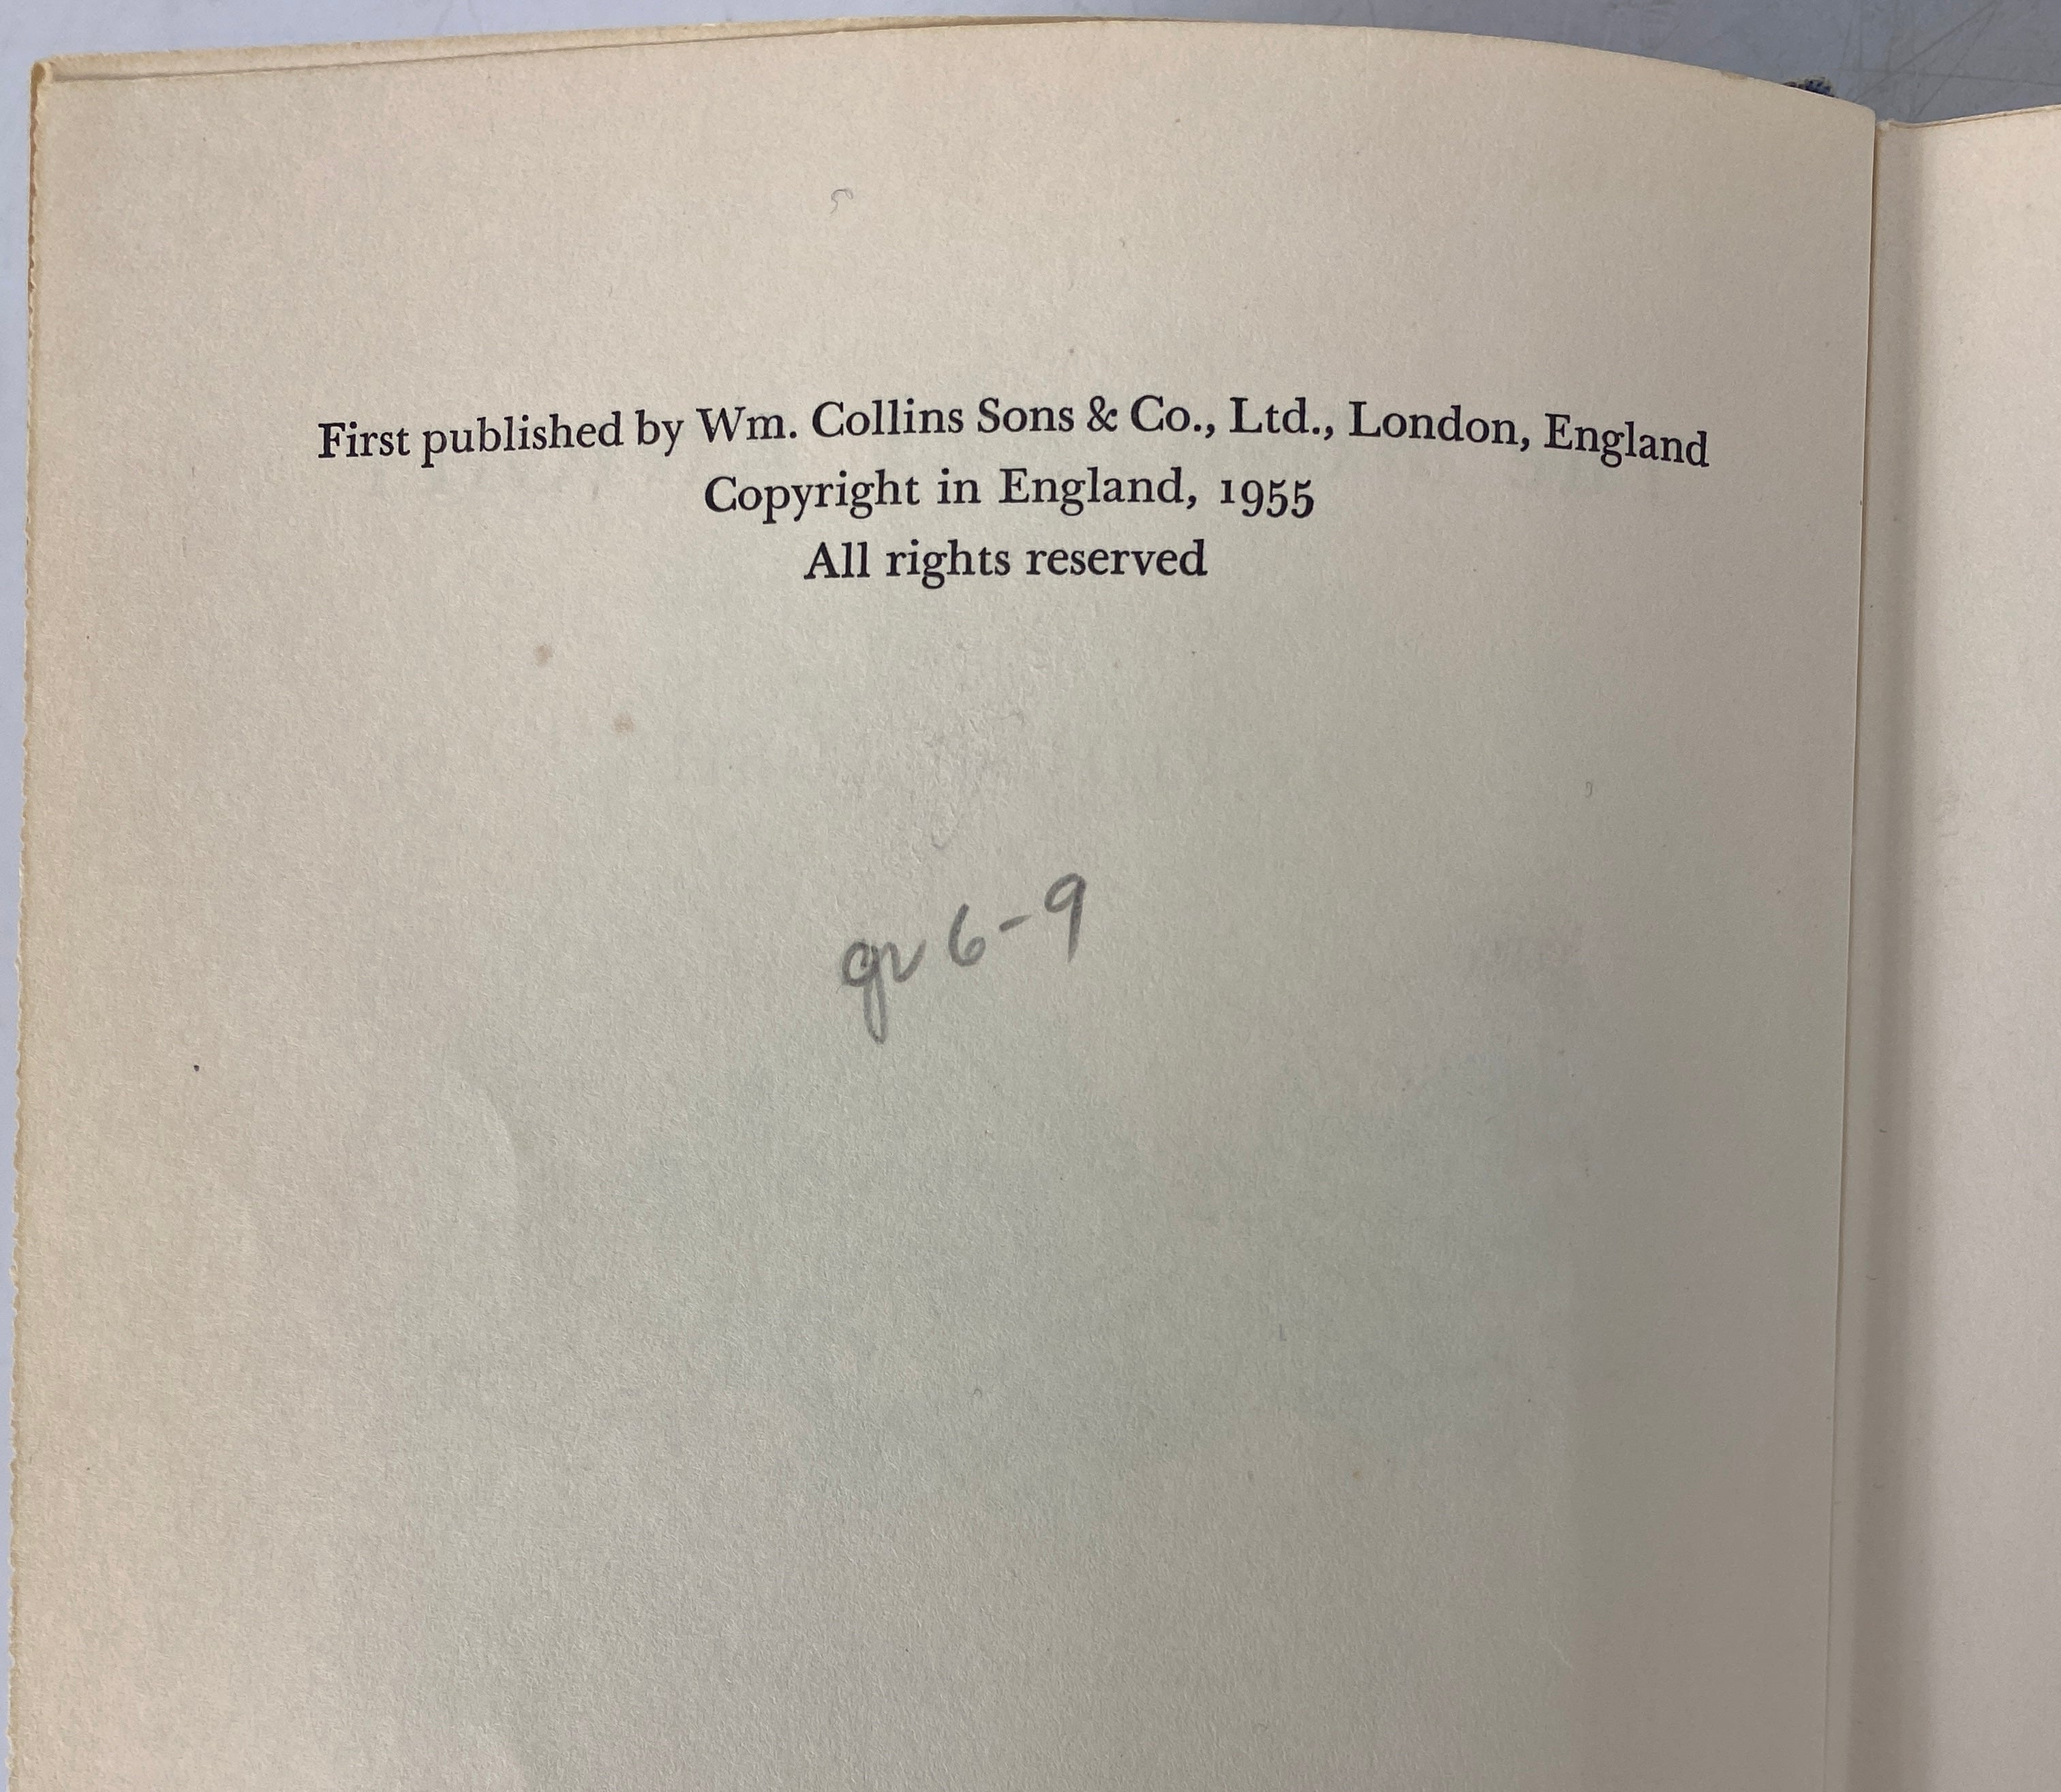 First published by Wm. Collins Sons & Co., Ltd., London, England
Copyright in England, 1955
All rights reserved
gr 6-9